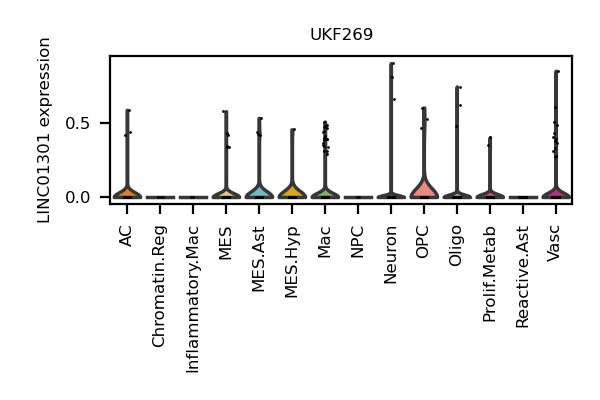 UKF269
LINC01301 expression
0.5
0.0
AC
Chromatin.Reg
Inflammatory.Mac
MES
MES.Ast
MES.Hyp
Mac
NPC
Neuron
OPC
Oligo
Prolif.Metab
Reactive.Ast
Vasc